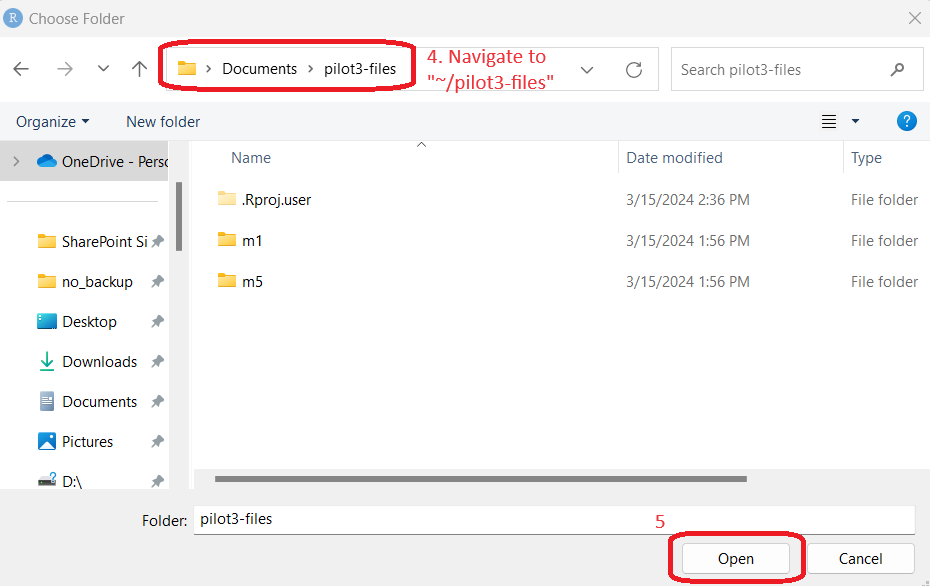 R Choose Folder
Documents pilot3-files
4. Navigate to
"~/pilot3-files"
Search pilot3-files
Organize New folder
?
Name Date modified Type
OneDrive - Perso
.Rproj.user 3/15/2024 2:36 PM File folder
SharePoint Si m1 3/15/2024 1:56 PM File folder
no_backup m5 3/15/2024 1:56 PM File folder
Desktop
Downloads
Documents
Pictures
D:\
Folder: pilot3-files
5
Open Cancel